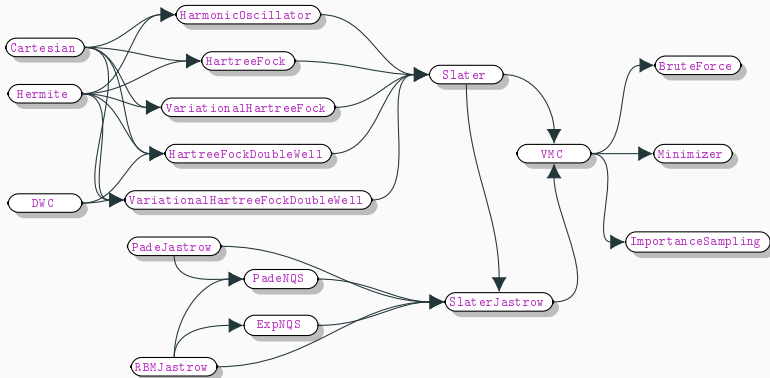 HarmonicOscillator
Cartesian
HartreeFock
BruteForce
Slater
Hermite
VariationalHartreeFock
HartreeFockDoubleWell
VMC
Minimizer
VariationalHartreeFockDoubleWell
DWC
PadeJastrow
ImportanceSampling
PadeNQS
SlaterJastrow
ExpNQS
RBMJastrow